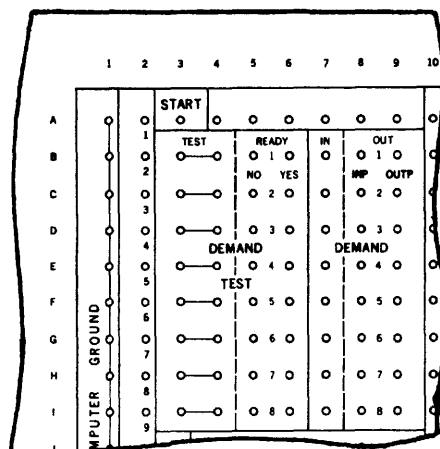 1 2 3 4 5 6 7 8 9 10
START
A
1
TEST READY IN OUT
B 1 1
2 NO YES INP OUTP
C 2 2
3
D 3 3
4 DEMAND DEMAND
E 4 4
5 TEST
F 5 5
6
G 6 6
7
H 7 7
8
I 8 8
9
MPUTER GROUND